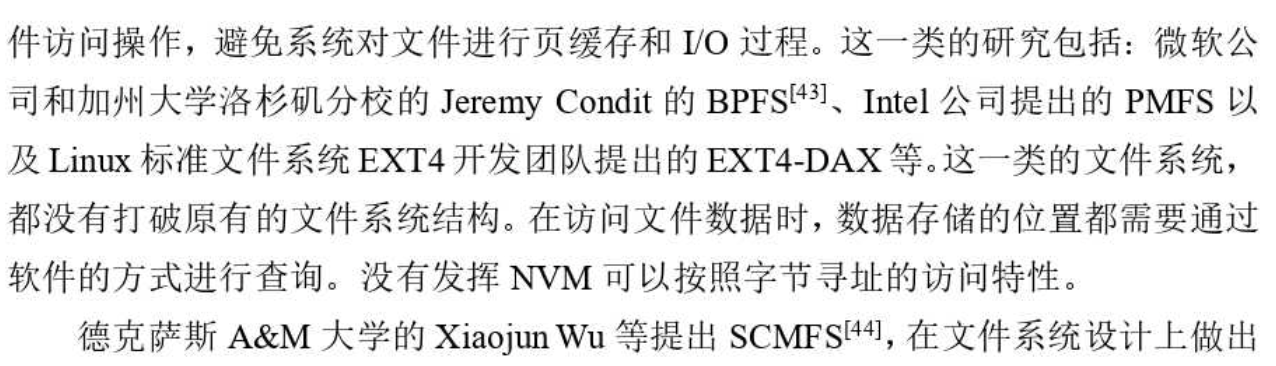 件访问操作，避免系统对文件进行页缓存和 I/O 过程。这一类的研究包括：微软公
司和加州大学洛杉矶分校的 Jeremy Condit 的 BPFS[43]、Intel 公司提出的 PMFS 以
及 Linux 标准文件系统 EXT4 开发团队提出的 EXT4-DAX 等。这一类的文件系统，
都没有打破原有的文件系统结构。在访问文件数据时，数据存储的位置都需要通过
软件的方式进行查询。没有发挥 NVM 可以按照字节寻址的访问特性。
德克萨斯 A&M 大学的 Xiaojun Wu 等提出 SCMFS[44]，在文件系统设计上做出